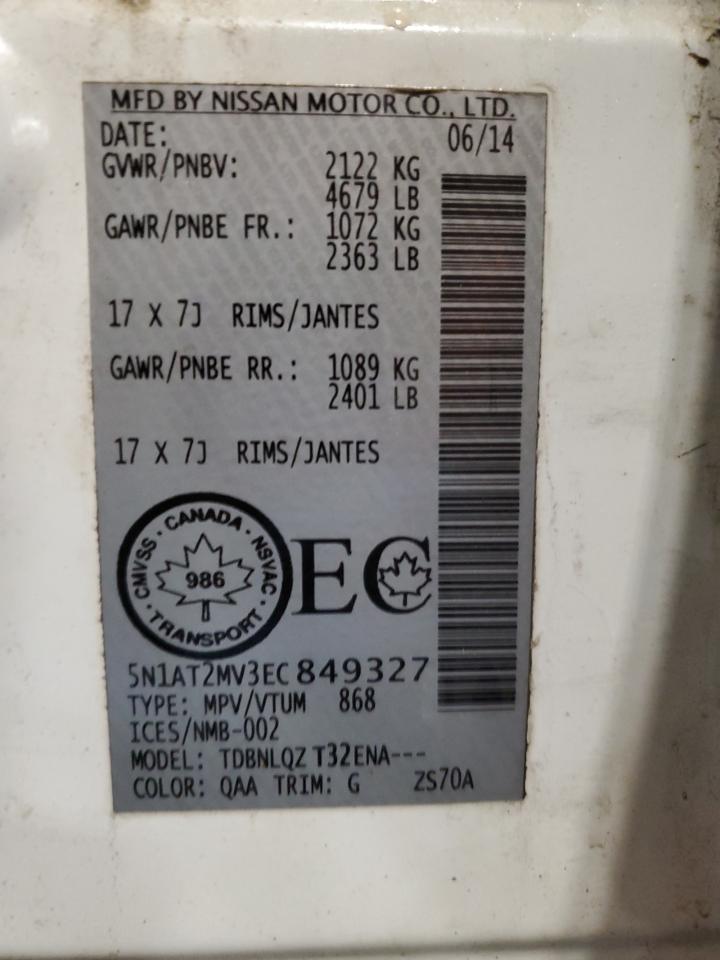 MFD BY NISSAN MOTOR CO., LTD.
DATE: 06/14
GVWR/PNBV: 2122 KG
4679 LB
GAWR/PNBE FR.: 1072 KG
2363 LB
17 X 7J RIMS/JANTES
GAWR/PNBE RR.: 1089 KG
2401 LB
17 X 7J RIMS/JANTES
CANADA · NSVAC · TRANSPORT · CMVSS ·
986
EC
5N1AT2MV3EC849327
TYPE: MPV/VTUM 868
ICES/NMB-002
MODEL: TDBNLQZ T32ENA---
COLOR: QAA TRIM: G ZS70A